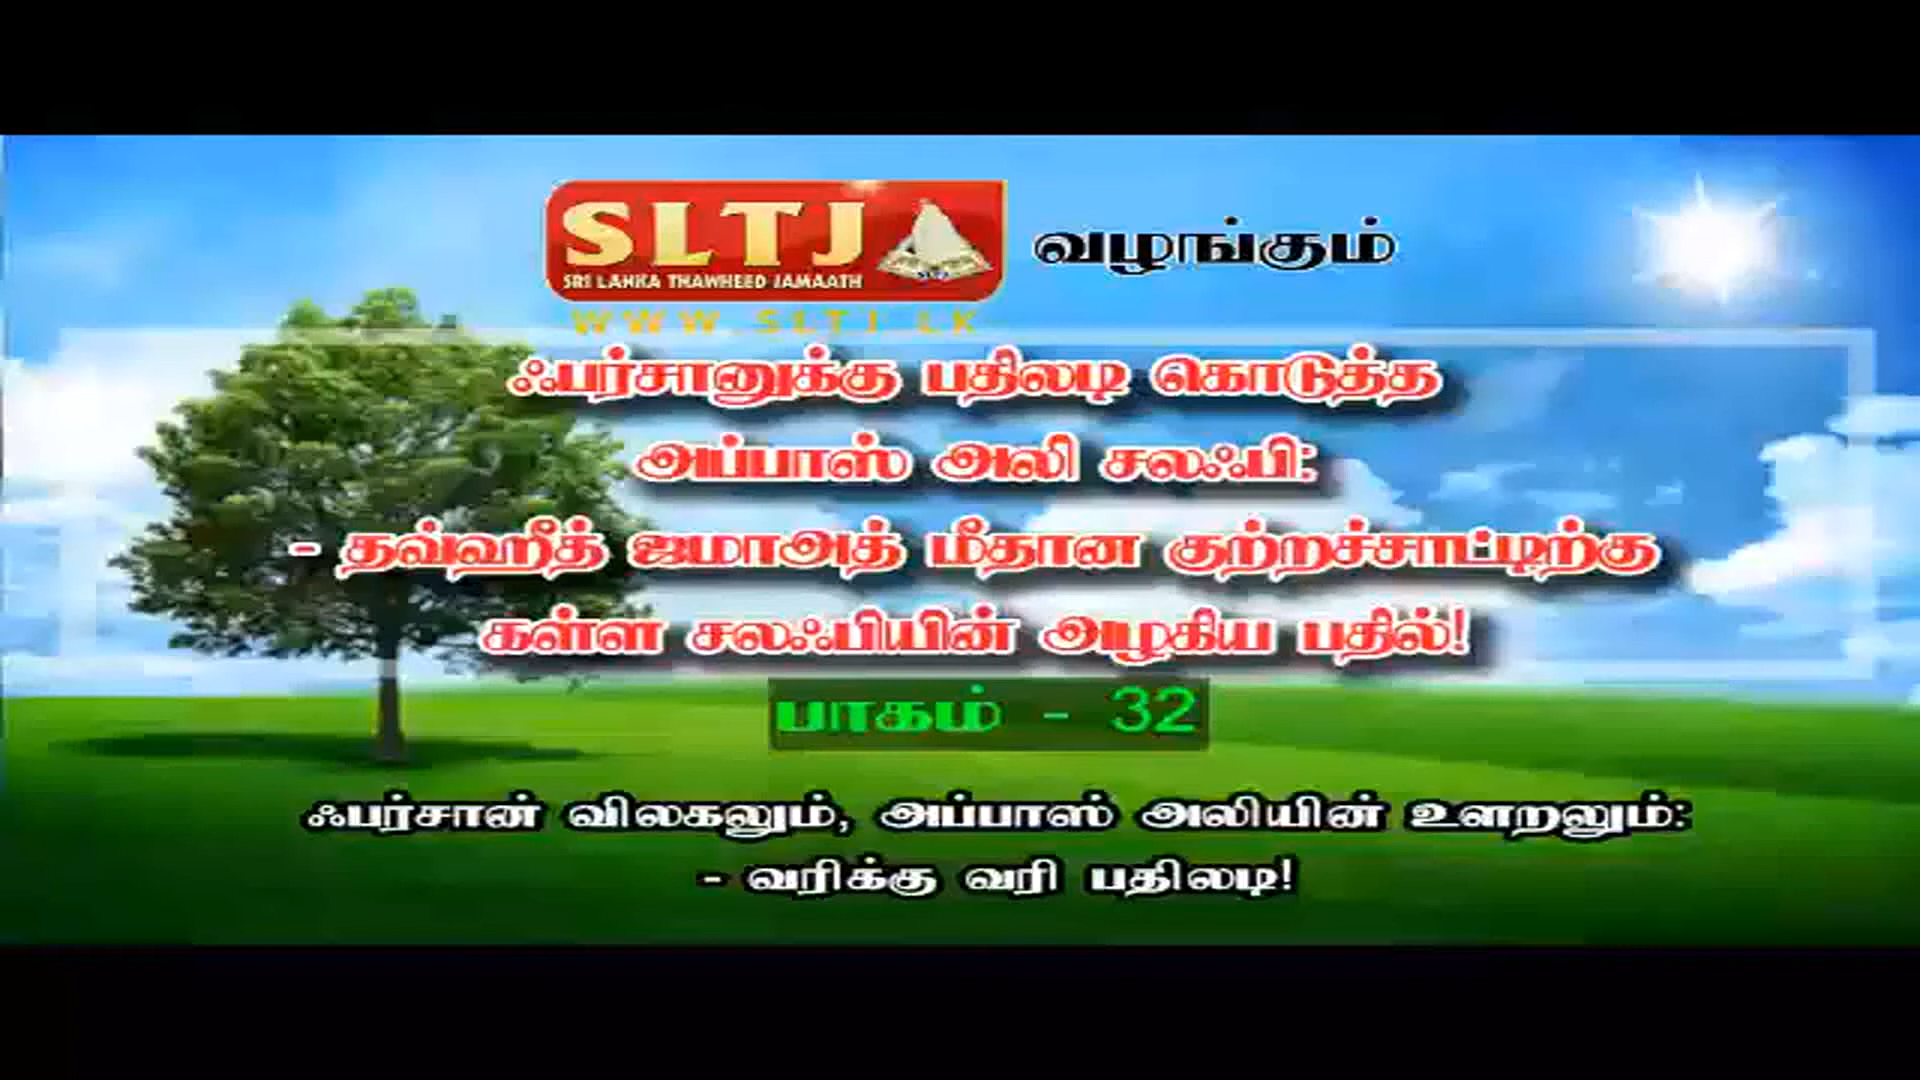 SLTJ வழங்கும்
SRI LANKA THAWHEED JAMAATH
WWW.SLTJ.LK
ஃபர்சானுக்கு பதிலடி கொடுத்த
அப்பாஸ் அலி சலஃபி:
- தவ்ஹீத் ஜமாஅத் மீதான குற்றச்சாட்டிற்கு
கள்ள சலஃபியின் அழகிய பதில்!
பாகம் - 32
ஃபர்சான் விலகலும், அப்பாஸ் அலியின் உளறலும்:
- வரிக்கு வரி பதிலடி!